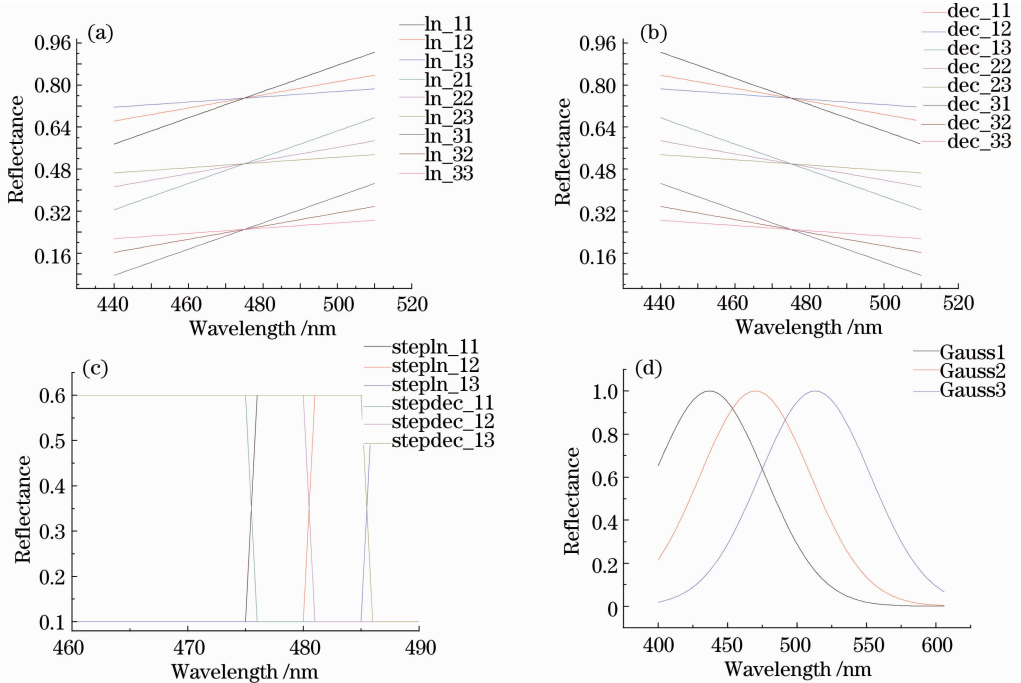 (a)
ln_11
ln_12
ln_13
ln_21
ln_22
ln_23
ln_31
ln_32
ln_33
0.96
0.80
0.64
0.48
0.32
0.16
Reflectance
440
460
480
500
520
Wavelength /nm
(b)
dec_11
dec_12
dec_13
dec_22
dec_23
dec_31
dec_32
dec_33
0.96
0.80
0.64
0.48
0.32
0.16
Reflectance
440
460
480
500
520
Wavelength /nm
(c)
stepln_11
stepln_12
stepln_13
stepdec_11
stepdec_12
stepdec_13
0.6
0.5
0.4
0.3
0.2
0.1
Reflectance
460
470
480
490
Wavelength /nm
(d)
Gauss1
Gauss2
Gauss3
1.0
0.8
0.6
0.4
0.2
0
Reflectance
400
450
500
550
600
Wavelength /nm